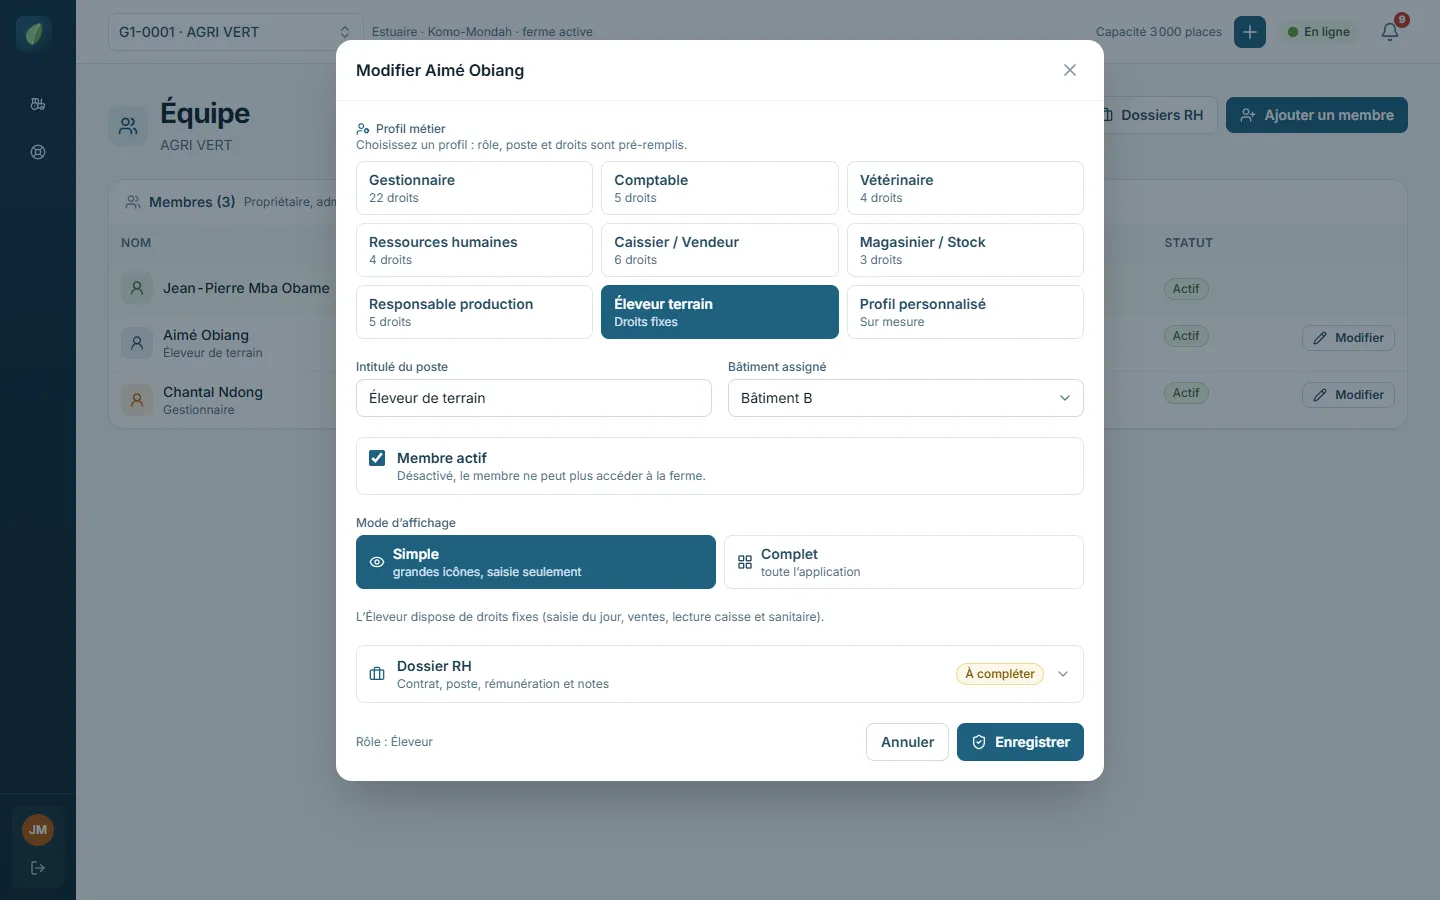 G1-0001 · AGRI VERT
Estuaire · Komo-Mondah · ferme active
Capacité 3 000 places
En ligne
9
Équipe
AGRI VERT
Dossiers RH
Ajouter un membre
Membres (3)
NOM
STATUT
Jean-Pierre Mba Obame
Actif
Aimé Obiang
Éleveur de terrain
Actif
Modifier
Chantal Ndong
Gestionnaire
Actif
Modifier
JM
Modifier Aimé Obiang
Profil métier
Choisissez un profil : rôle, poste et droits sont pré-remplis.
Gestionnaire
22 droits
Comptable
5 droits
Vétérinaire
4 droits
Ressources humaines
4 droits
Caissier / Vendeur
6 droits
Magasinier / Stock
3 droits
Responsable production
5 droits
Éleveur terrain
Droits fixes
Profil personnalisé
Sur mesure
Intitulé du poste
Éleveur de terrain
Bâtiment assigné
Bâtiment B
Membre actif
Désactivé, le membre ne peut plus accéder à la ferme.
Mode d’affichage
Simple
grandes icônes, saisie seulement
Complet
toute l’application
L’Éleveur dispose de droits fixes (saisie du jour, ventes, lecture caisse et sanitaire).
Dossier RH
Contrat, poste, rémunération et notes
À compléter
Rôle : Éleveur
Annuler
Enregistrer